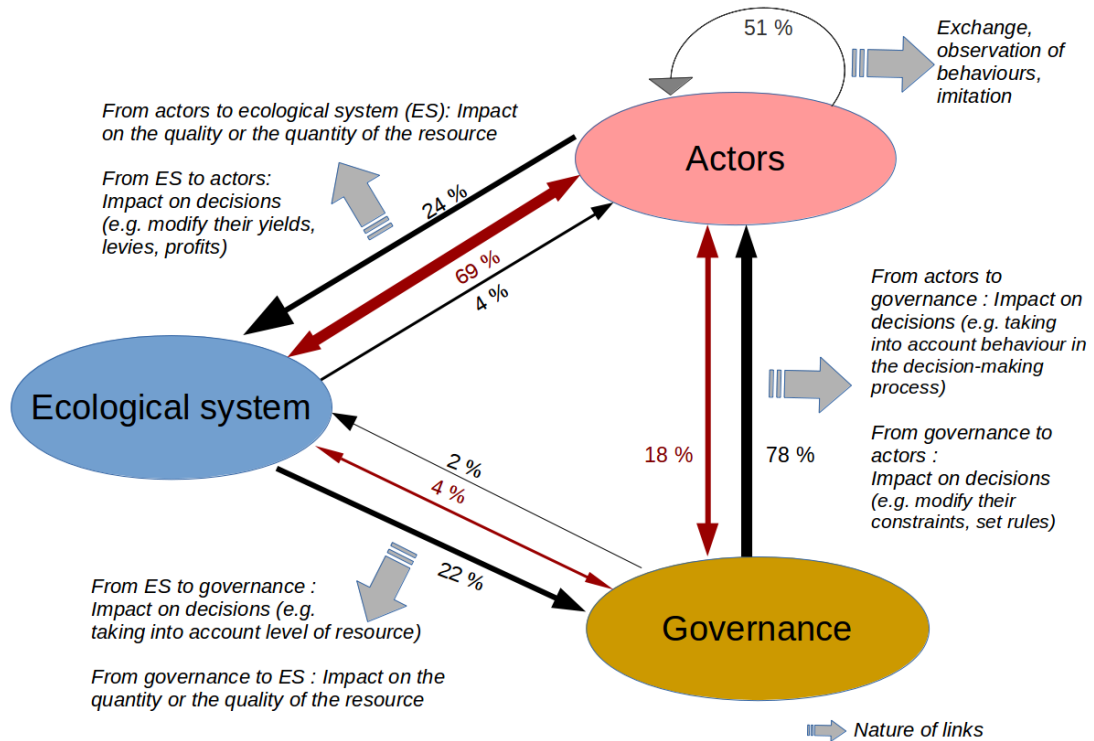 51 %
Exchange,
observation of
behaviours,
imitation
From actors to ecological system (ES): Impact
on the quality or the quantity of the resource
From ES to actors:
Impact on decisions
(e.g. modify their yields,
levies, profits)
Actors
24 %
69 %
4 %
From actors to
governance : Impact on
decisions (e.g. taking
into account behaviour in
the decision-making
process)
From governance to
actors :
Impact on decisions
(e.g. modify their
constraints, set rules)
Ecological system
18 %
78 %
2 %
4 %
22 %
From ES to governance :
Impact on decisions (e.g.
taking into account level of resource)
From governance to ES : Impact on the
quantity or the quality of the resource
Governance
Nature of links